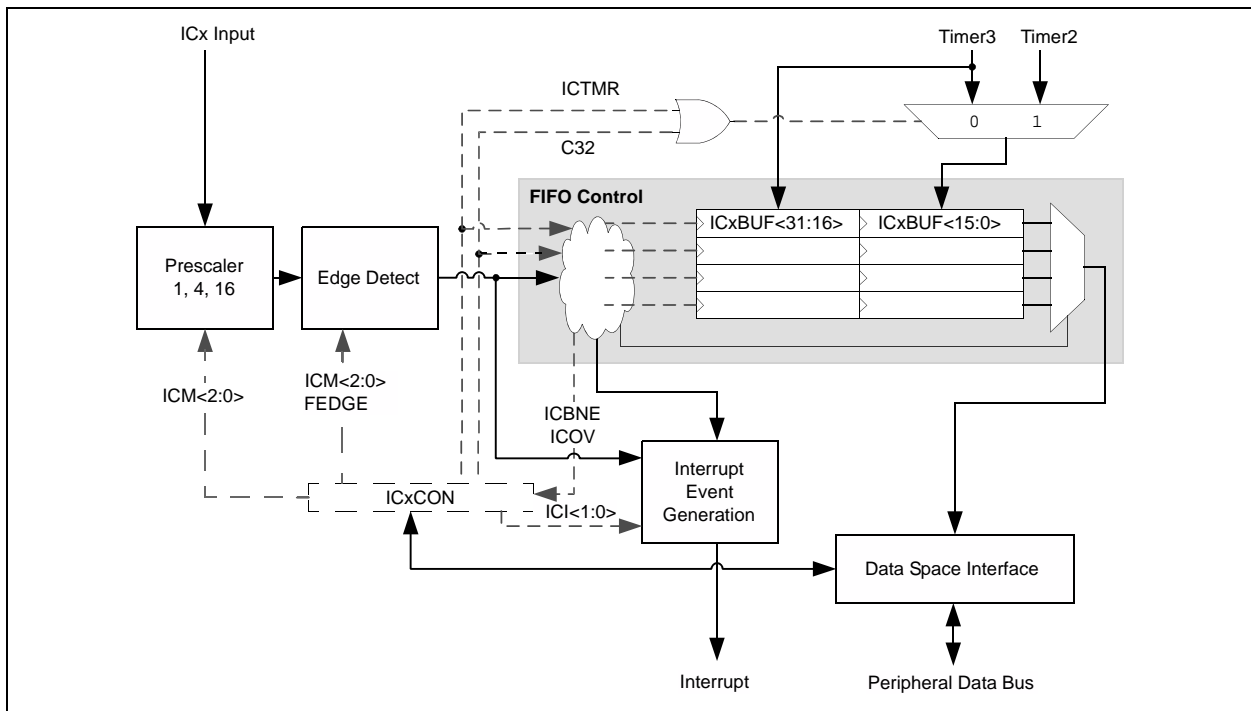 ICx Input
Timer3
Timer2
ICTMR
0
1
C32
FIFO Control
ICxBUF<31:16>
ICxBUF<15:0>
Prescaler
1, 4, 16
Edge Detect
ICM<2:0>
ICM<2:0>
FEDGE
ICBNE
ICOV
Interrupt
Event
Generation
ICxCON
ICI<1:0>
Data Space Interface
Interrupt
Peripheral Data Bus